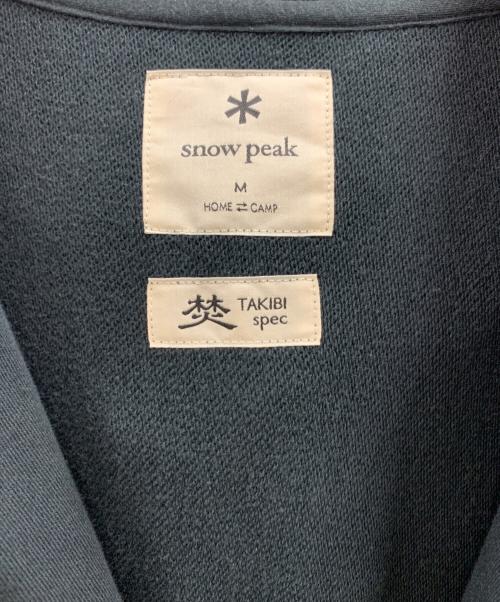 snow peak
M
HOME ⇄ CAMP
焚 TAKIBI
spec